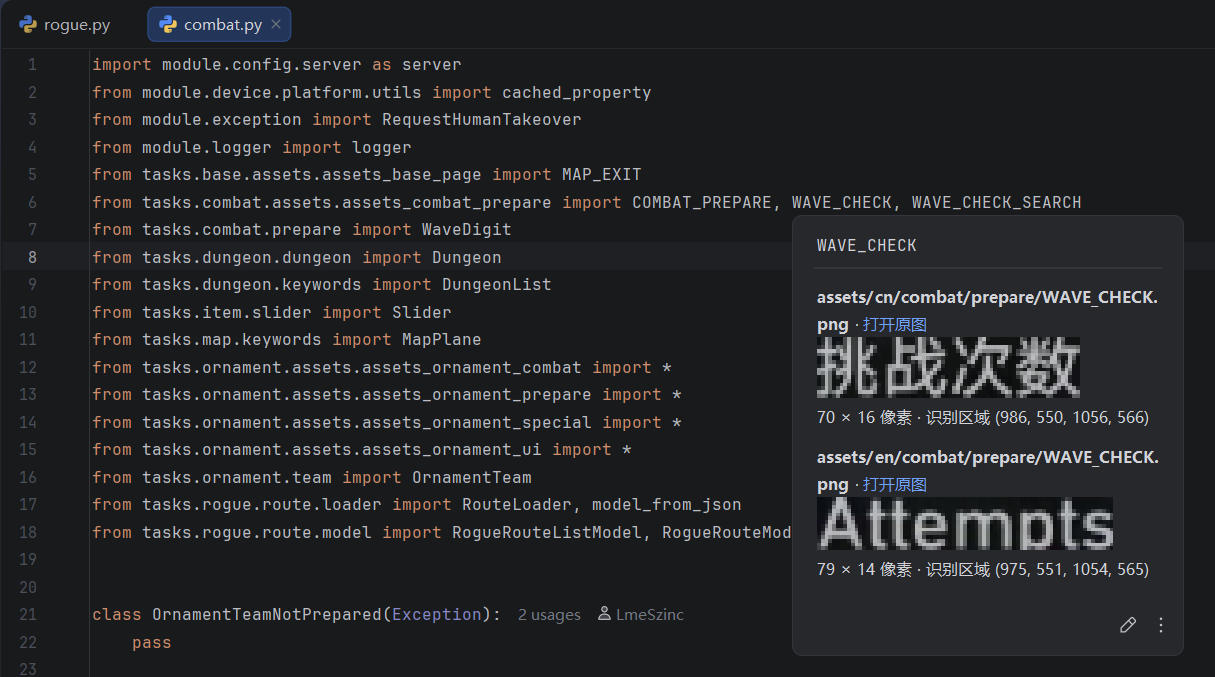 rogue.py
combat.py
1 import module.config.server as server
2 from module.device.platform.utils import cached_property
3 from module.exception import RequestHumanTakeover
4 from module.logger import logger
5 from tasks.base.assets.assets_base_page import MAP_EXIT
6 from tasks.combat.assets.assets_combat_prepare import COMBAT_PREPARE, WAVE_CHECK, WAVE_CHECK_SEARCH
7 from tasks.combat.prepare import WaveDigit
8 from tasks.dungeon.dungeon import Dungeon
9 from tasks.dungeon.keywords import DungeonList
10 from tasks.item.slider import Slider
11 from tasks.map.keywords import MapPlane
12 from tasks.ornament.assets.assets_ornament_combat import *
13 from tasks.ornament.assets.assets_ornament_prepare import *
14 from tasks.ornament.assets.assets_ornament_special import *
15 from tasks.ornament.assets.assets_ornament_ui import *
16 from tasks.ornament.team import OrnamentTeam
17 from tasks.rogue.route.loader import RouteLoader, model_from_json
18 from tasks.rogue.route.model import RogueRouteListModel, RogueRouteMod
19
20
21 class OrnamentTeamNotPrepared(Exception): 2 usages LmeSzinc
22 pass
23
WAVE_CHECK
assets/cn/combat/prepare/WAVE_CHECK.
png · 打开原图
挑战次数
70 × 16 像素 · 识别区域 (986, 550, 1056, 566)
assets/en/combat/prepare/WAVE_CHECK.
png · 打开原图
Attempts
79 × 14 像素 · 识别区域 (975, 551, 1054, 565)